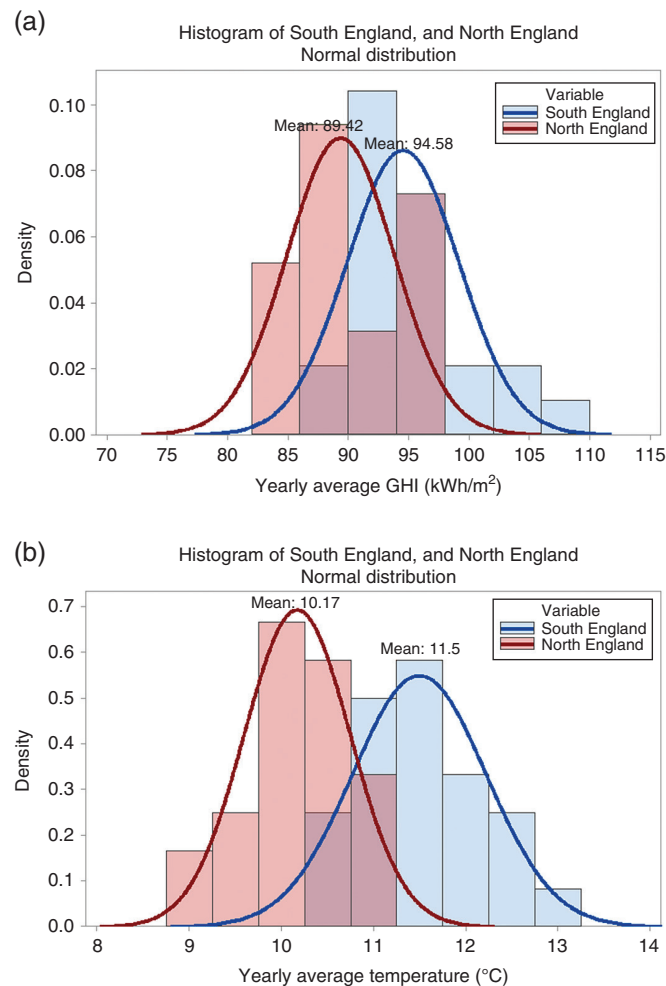 (a)
Histogram of South England, and North England
Normal distribution
Variable
South England
North England
Mean: 89.42
Mean: 94.58
0.10
0.08
0.06
0.04
0.02
0.00
Density
70 75 80 85 90 95 100 105 110 115
Yearly average GHI (kWh/m²)
(b)
Histogram of South England, and North England
Normal distribution
Variable
South England
North England
Mean: 10.17
Mean: 11.5
0.7
0.6
0.5
0.4
0.3
0.2
0.1
0.0
Density
8 9 10 11 12 13 14
Yearly average temperature (°C)